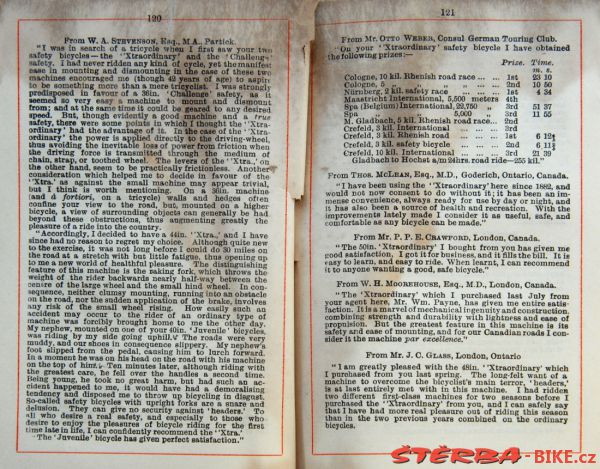 120
From W. A. STEVENSON, Esq., M.A., Partick.
"I was in search of a tricycle when I first saw your two
safety bicycles—the 'Xtraordinary' and the 'Challenge'
safety. I had never ridden any kind of cycle, yet the manifest
ease in mounting and dismounting in the case of these two
machines encouraged me (though 42 years of age) to aspire
to be something more than a mere tricyclist. I was strongly
predisposed in favour of a 36in. 'Challenge' safety, as it
seemed so very easy a machine to mount and dismount
from; and at the same time it could be geared to any desired
speed. But, though evidently a good machine and a true
safety, there were some points in which I thought the 'Xtra-
ordinary' had the advantage of it. In the case of the 'Xtra-
ordinary' the power is applied directly to the driving-wheel,
thus avoiding the inevitable loss of power from friction when
the driving force is transmitted through the medium of
chain, strap, or toothed wheel. The levers of the 'Xtra.,' on
the other hand, seem to be practically frictionless. Another
consideration which helped me to decide in favour of the
'Xtra.' as against the small machine may appear trivial,
but I think is worth mentioning. On a 36in. machine
(and à fortiori, on a tricycle) walls and hedges often
confine your view to the road, but, mounted on a higher
bicycle, a view of surrounding objects can generally be had
beyond these obstructions, thus augmenting greatly the
pleasure of a ride into the country.
"Accordingly, I decided to have a 44in. 'Xtra.,' and I have
since had no reason to regret my choice. Although quite new
to the exercise, it was not long before I could do 30 miles on
the road at a stretch with but little fatigue, thus opening up
to me a new world of healthful pleasure. The distinguishing
feature of this machine is the raking fork, which throws the
weight of the rider backwards nearly half-way between the
centre of the large wheel and the small hind wheel. In con-
sequence, neither clumsy mounting, running into an obstacle
on the road, nor the sudden application of the brake, involves
any risk of the small wheel rising. How easily such an
accident may occur to the rider of an ordinary type of
machine was forcibly brought home to me the other day.
My nephew, mounted on one of your 40in. 'Juvenile' bicycles,
was riding by my side going uphill. The roads were very
muddy, and our shoes in consequence slippery. My nephew's
foot slipped from the pedal, causing him to lurch forward.
In a moment he was on his head on the road with his machine
on the top of him. Ten minutes later, although riding with
the greatest care, he fell over the handles a second time.
Being young, he took no great harm, but had such an ac-
cident happened to me, it would have had a demoralising
tendency and disposed me to throw up bicycling in disgust.
So-called safety bicycles with upright forks are a snare and
delusion. They can give no security against 'headers.' To
all who desire a real safety, and especially to those who
desire to enjoy the pleasures of bicycle riding for the first
time late in life, I can confidently recommend the 'Xtra.'
The 'Juvenile' bicycle has given perfect satisfaction."
121
From Mr. OTTO WEBER, Consul German Touring Club.
"On your 'Xtraordinary' safety bicycle I have obtained
the following prizes:—
Prize. Time.
m. s.
Cologne, 10 kil. Rhenish road race ... ... 1st 23 10
Cologne, " " " ... ... 2nd 10 50
Nürnberg, 2 kil. safety race ... ... 1st 4 34
Maastricht International, 5,500 meters 4th
Spa (Belgium) International, 22,750 " 3rd 51 37
Spa " " 5,000 " 3rd 11 55
M. Gladbach, 5 kil. Rhenish road race... 2nd
Crefeld, 3 kil. International ... ... 3rd
Crefeld, 3 kil. Rhenish road ... ... 1st 6 12¾
Crefeld, 3 kil. safety bicycle ... ... 2nd 6 11¾
Crefeld, 10 kil. International ... ... 3rd 21 39
Gladbach to Hochst a/m 24hrs. road ride—255 kil."
From THOS. MCLEAN, Esq., M.D., Goderich, Ontario, Canada.
"I have been using the 'Xtraordinary' here since 1882, and
would not now consent to do without it; it has been an im-
mense convenience, always ready for use by day or night, and
it has also been a source of health and recreation. With the
improvements lately made I consider it as useful, safe, and
comfortable as any bicycle can be made."
From Mr. P. P. E. CRAWFORD, London, Canada.
"The 50in. 'Xtraordinary' I bought from you has given me
good satisfaction. I got it for business, and it fills the bill. It is
easy to learn, and easy to ride. When learnt, I can recommend
it to anyone wanting a good, safe bicycle."
From W. H. MOOREHOUSE, Esq., M.D., London, Canada.
"The 'Xtraordinary' which I purchased last July from
your agent here, Mr. Wm. Payne, has given me entire satis-
faction. It is a marvel of mechanical ingenuity and construction,
combining strength and durability with lightness and ease of
propulsion. But the greatest feature in this machine is its
safety and ease of mounting, and for our Canadian roads I con-
sider it the machine par excellence."
From Mr. J. C. GLASS, London, Ontario
"I am greatly pleased with the 48in. 'Xtraordinary' which
I purchased from you last spring. The long-felt want of a
machine to overcome the bicyclist's main terror, 'headers,'
is at last entirely met with in this machine. I had ridden
two different first-class machines for two seasons before I
purchased the 'Xtraordinary' from you, and I can safely say
that I have had more real pleasure out of riding this season
than in the two previous years combined on the ordinary
bicycles.
ŠTĚRBA-BIKE.cz